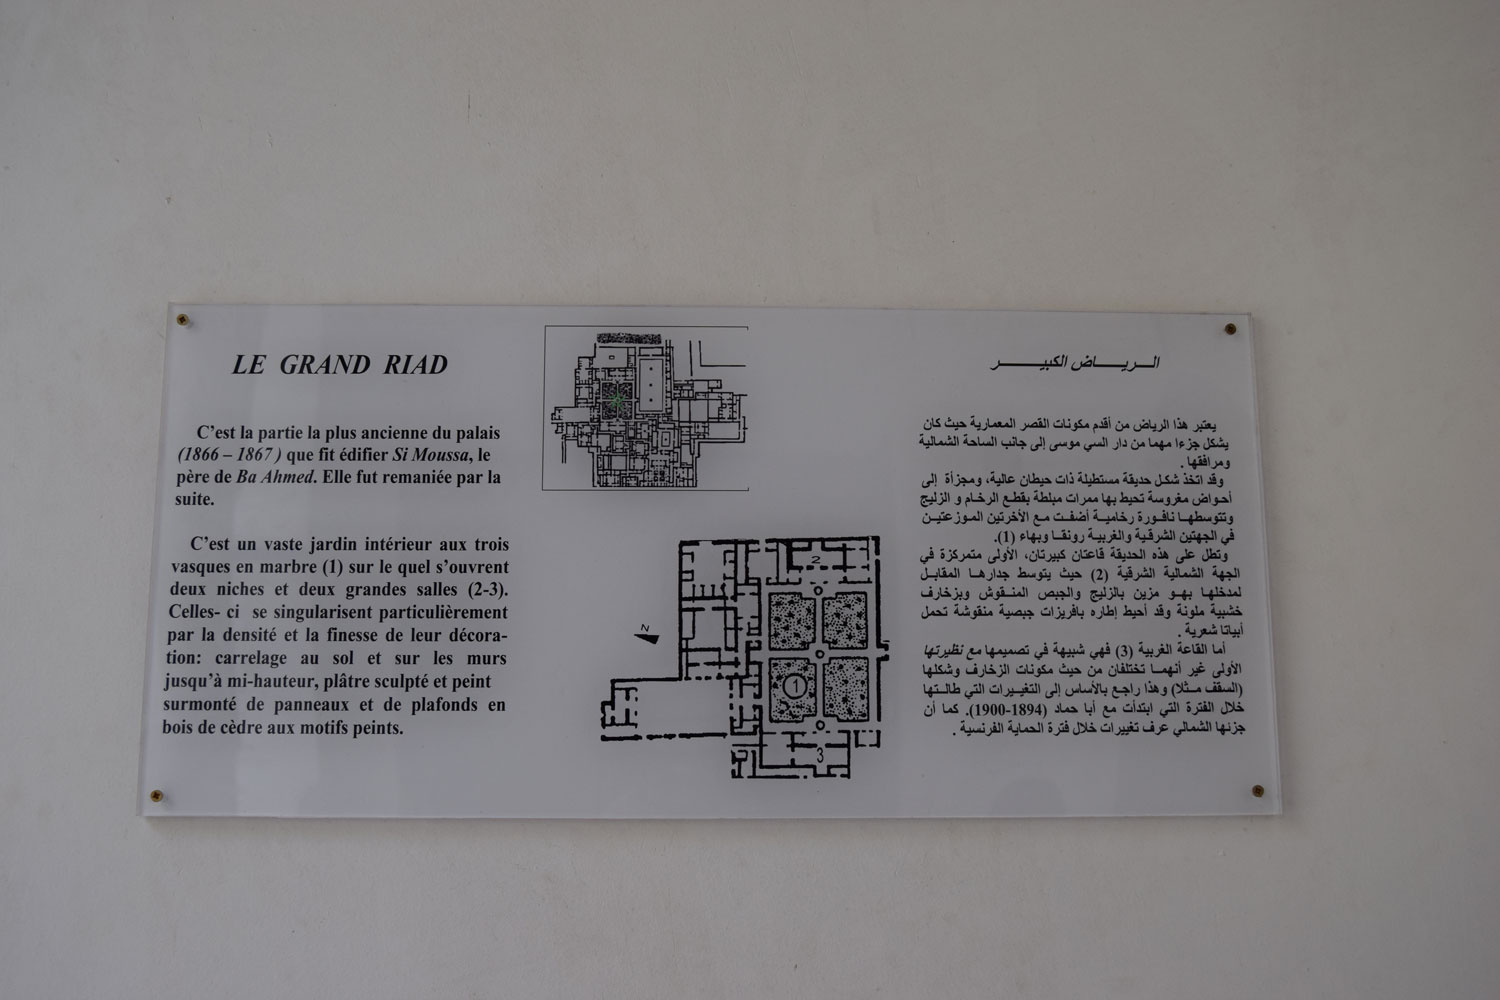 LE GRAND RIAD
C'est la partie la plus ancienne du palais
(1866 – 1867 ) que fit édifier Si Moussa, le
père de Ba Ahmed. Elle fut remaniée par la
suite.
C'est un vaste jardin intérieur aux trois
vasques en marbre (1) sur le quel s'ouvrent
deux niches et deux grandes salles (2-3).
Celles- ci se singularisent particulièrement
par la densité et la finesse de leur décora-
tion: carrelage au sol et sur les murs
jusqu'à mi-hauteur, plâtre sculpté et peint
surmonté de panneaux et de plafonds en
bois de cèdre aux motifs peints.
N
2
1
3
الريـاض الكبيـر
يعتبر هذا الرياض من أقدم مكونات القصر المعمارية حيث كان
يشكل جزءا مهما من دار السي موسى إلى جانب الساحة الشمالية
ومرافقها .
وقد اتخذ شكل حديقة مستطيلة ذات حيطان عالية، ومجزأة إلى
أحواض مغروسة تحيط بها ممرات مبلطة بقطع الرخام و الزليج
وتتوسطها نافورة رخامية أضفت مع الأخرتين الموزعتين
في الجهتين الشرقية والغربية رونقا وبهاء (1).
وتطل على هذه الحديقة قاعتان كبيرتان، الأولى متمركزة في
الجهة الشمالية الشرقية (2) حيث يتوسط جدارها المقابل
لمدخلها بهو مزين بالزليج والجبص المنقوش وبزخارف
خشبية ملونة وقد أحيط إطاره بافريزات جبصية منقوشة تحمل
أبياتا شعرية .
أما القاعة الغربية (3) فهي شبيهة في تصميمها مع نظيرتها
الأولى غير أنهما تختلفان من حيث مكونات الزخارف وشكلها
(السقف مثلا) وهذا راجع بالأساس إلى التغييرات التي طالتها
خلال الفترة التي ابتدأت مع أبا حماد (1894-1900). كما أن
جزئها الشمالي عرف تغييرات خلال فترة الحماية الفرنسية .